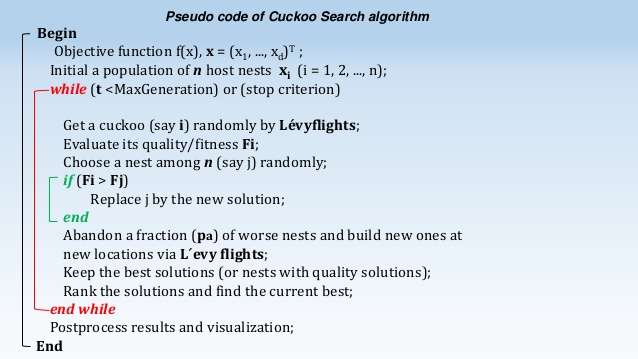 Pseudo code of Cuckoo Search algorithm
Begin
Objective function f(x), x = (x1, ..., xd)T ;
Initial a population of n host nests xi (i = 1, 2, ..., n);
while (t <MaxGeneration) or (stop criterion)
Get a cuckoo (say i) randomly by Lévyflights;
Evaluate its quality/fitness Fi;
Choose a nest among n (say j) randomly;
if (Fi > Fj)
Replace j by the new solution;
end
Abandon a fraction (pa) of worse nests and build new ones at
new locations via L´evy flights;
Keep the best solutions (or nests with quality solutions);
Rank the solutions and find the current best;
end while
Postprocess results and visualization;
End